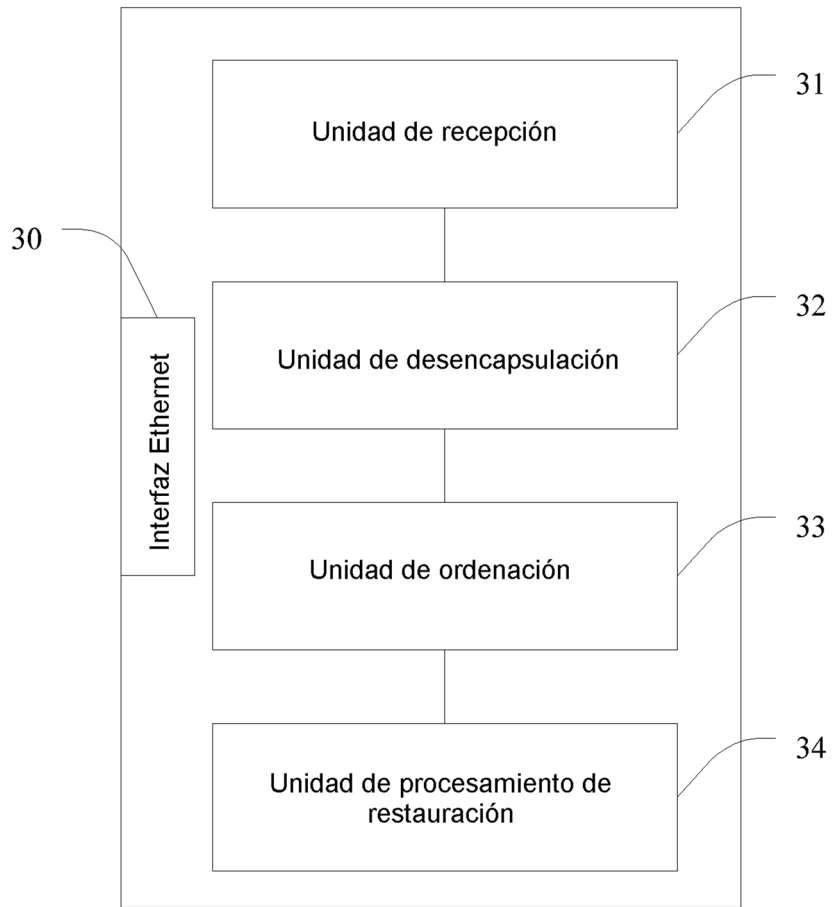 31
Unidad de recepción
30
32
Unidad de desencapsulación
Interfaz Ethernet
33
Unidad de ordenación
34
Unidad de procesamiento de
restauración